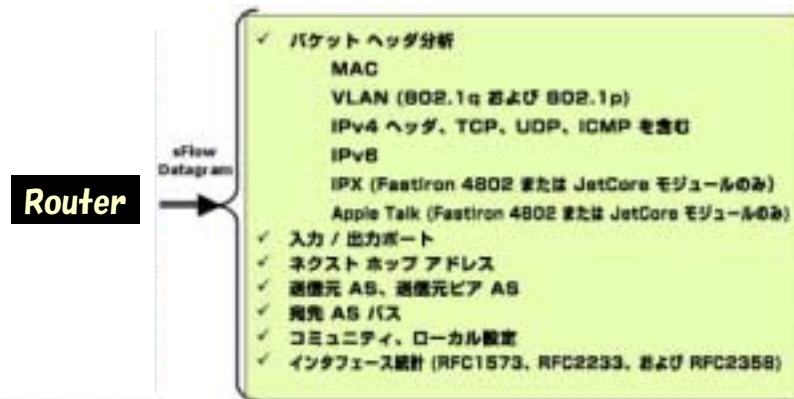 Router
sFlow
Datagram
✓ パケット ヘッダ分析
MAC
VLAN (802.1q および 802.1p)
IPv4 ヘッダ、TCP、UDP、ICMP を含む
IPv6
IPX (FastIron 4802 または JetCore モジュールのみ)
Apple Talk (FastIron 4802 または JetCore モジュールのみ)
✓ 入力 / 出力ポート
✓ ネクスト ホップ アドレス
✓ 送信元 AS、送信元ピア AS
✓ 宛先 AS パス
✓ コミュニティ、ローカル設定
✓ インタフェース統計 (RFC1573、RFC2233、および RFC2358)